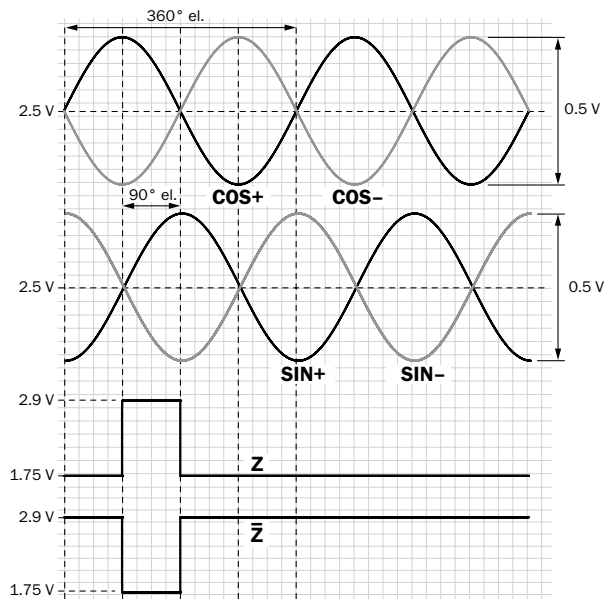 360° el.
2.5 V
0.5 V
COS+ COS–
90° el.
2.5 V
0.5 V
SIN+ SIN–
2.9 V
Z
1.75 V
2.9 V
Z̅
1.75 V